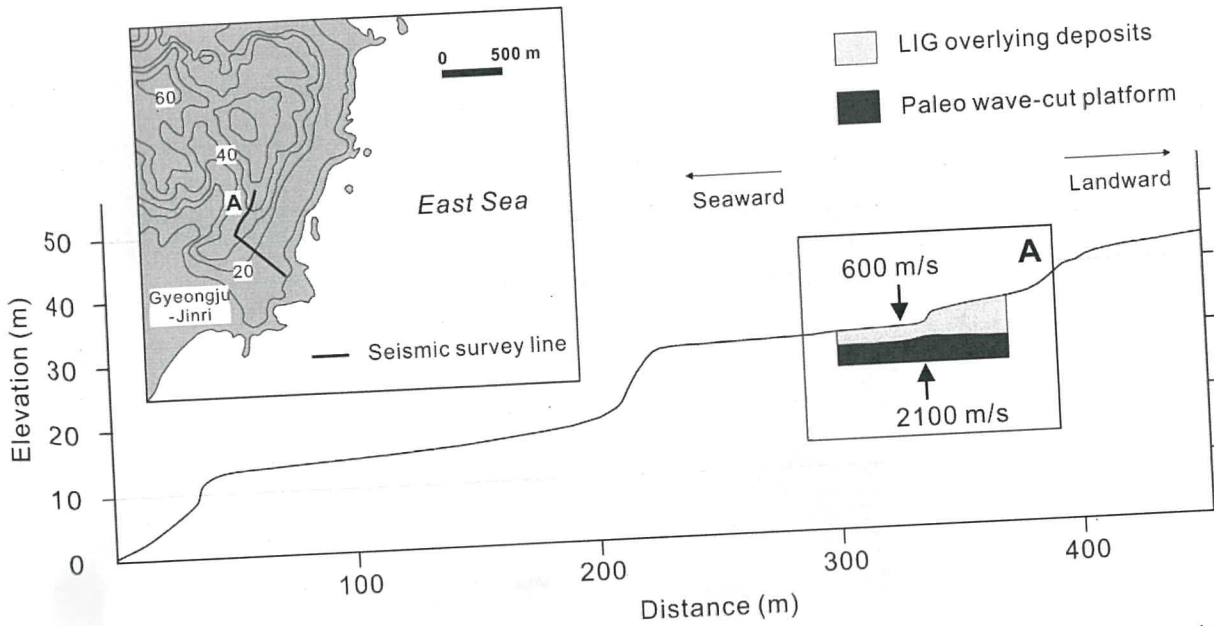 0 500 m
60
40
A
20
East Sea
Gyeongju
-Jinri
Seismic survey line
LIG overlying deposits
Paleo wave-cut platform
Seaward
Landward
A
600 m/s
2100 m/s
Elevation (m)
50
40
30
20
10
0
100
200
300
400
Distance (m)